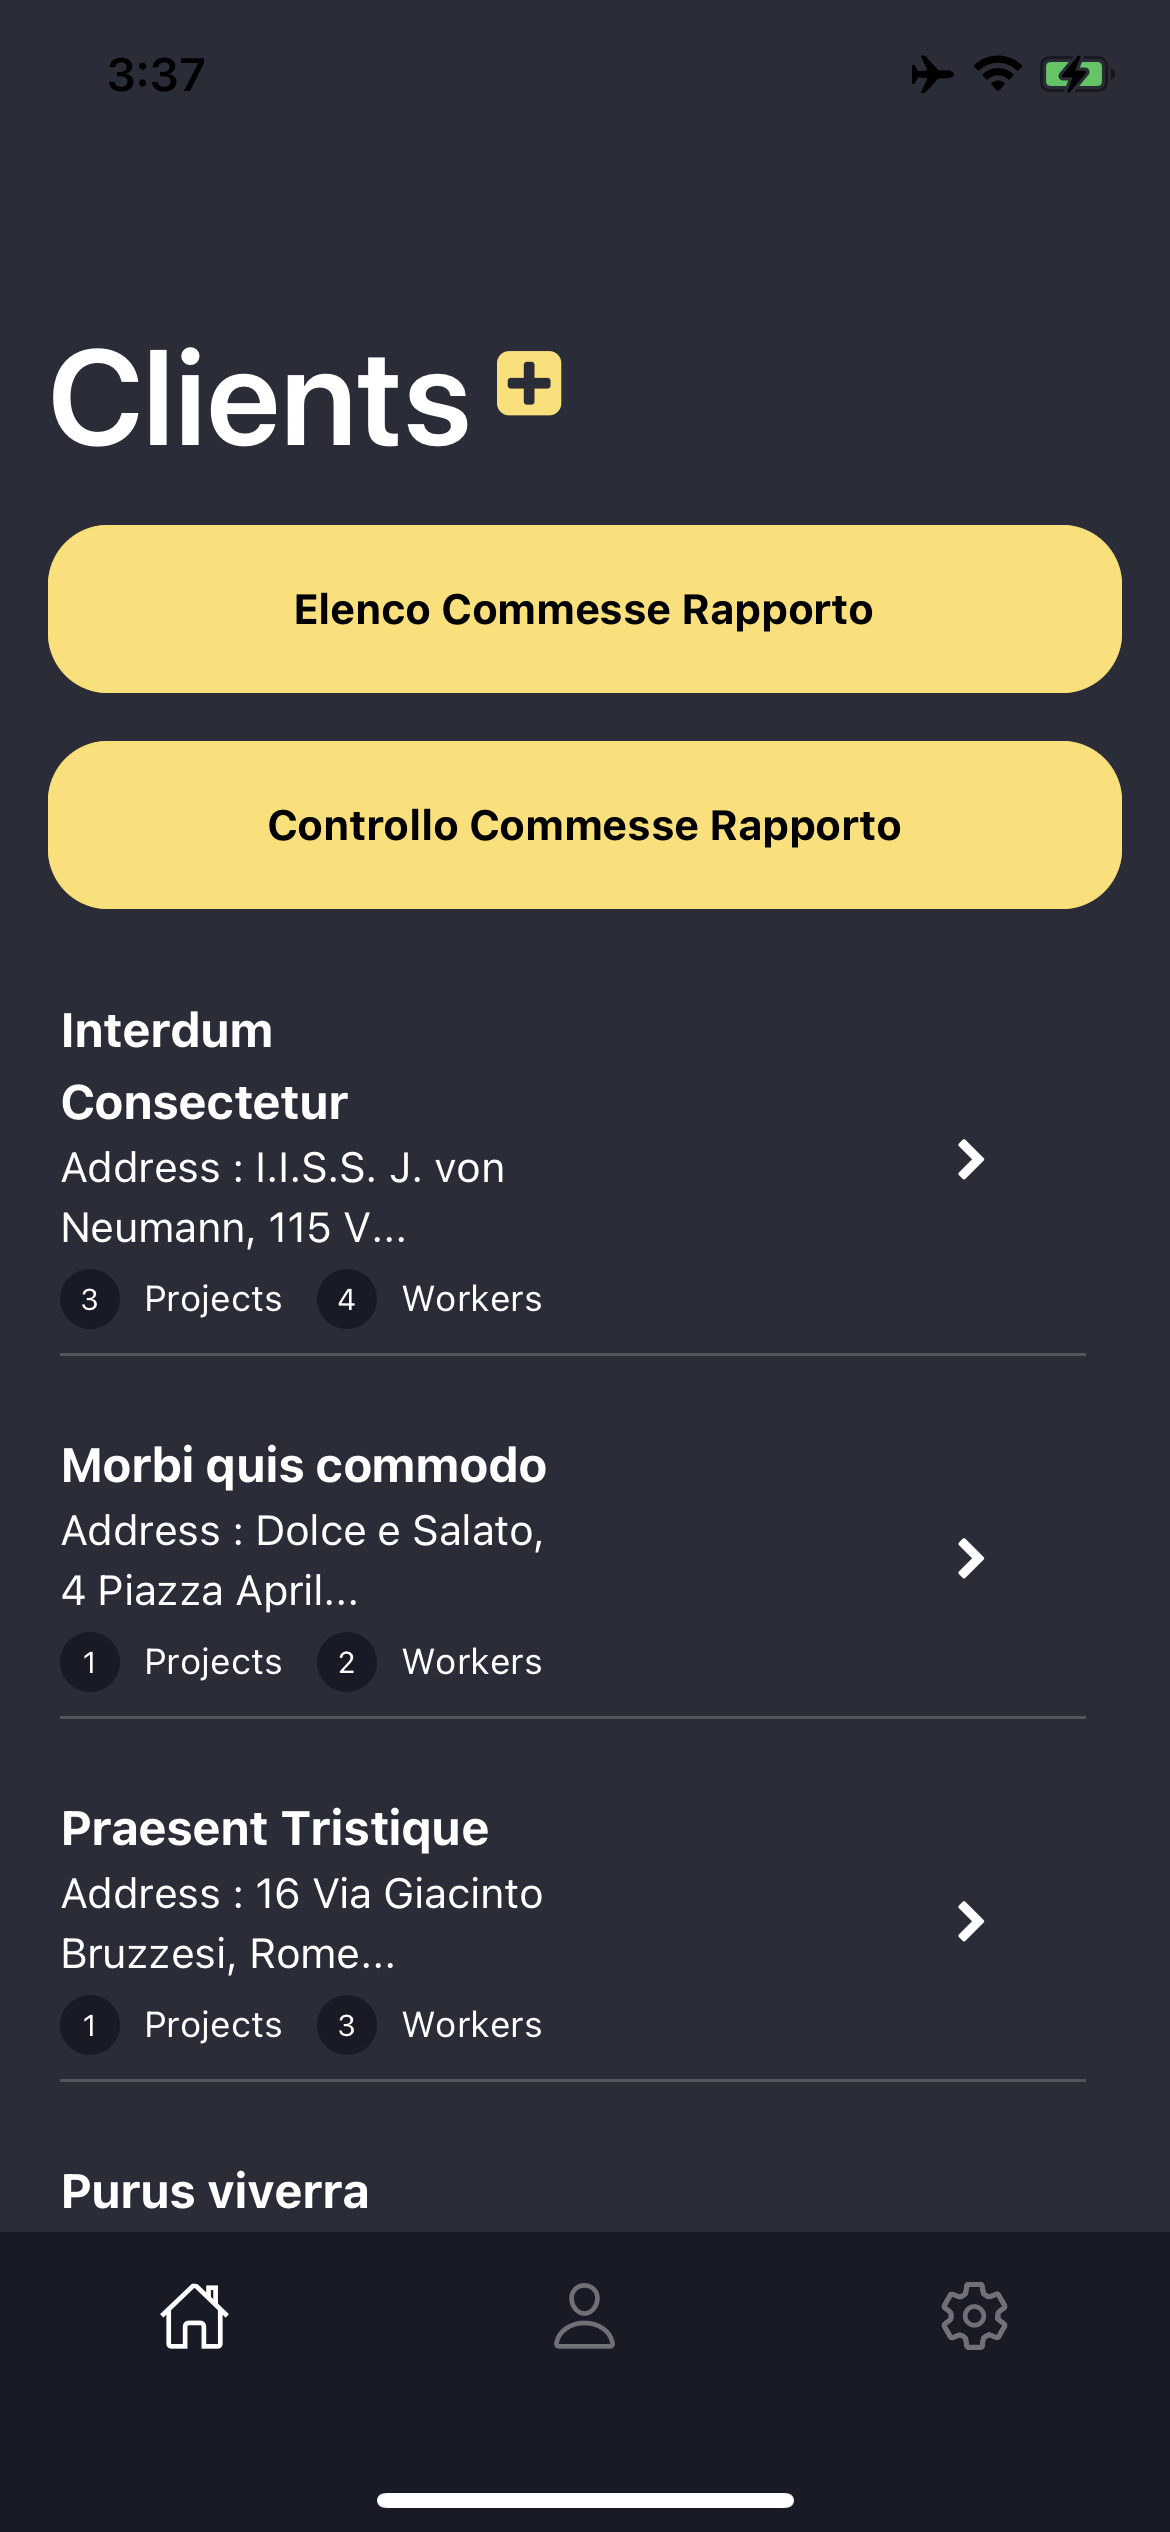 3:37
Clients
Elenco Commesse Rapporto
Controllo Commesse Rapporto
Interdum
Consectetur
Address : I.I.S.S. J. von
Neumann, 115 V...
3 Projects 4 Workers
Morbi quis commodo
Address : Dolce e Salato,
4 Piazza April...
1 Projects 2 Workers
Praesent Tristique
Address : 16 Via Giacinto
Bruzzesi, Rome...
1 Projects 3 Workers
Purus viverra